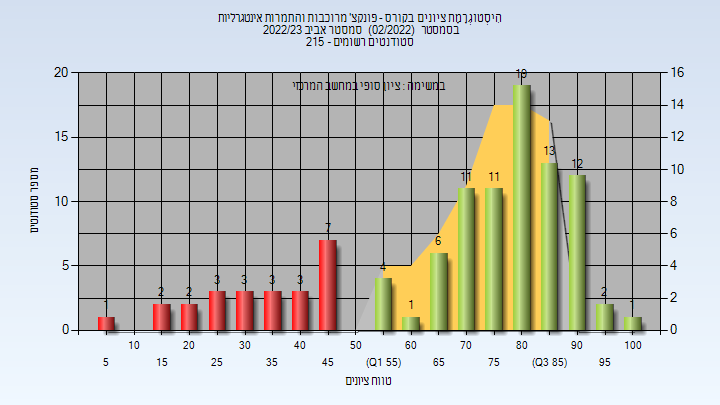 היסטוגרמת ציונים בקורס - פונקצ' מרוכבות והתמרות אינטגרליות
בסמסטר (02/2022) סמסטר אביב 2022/23
סטודנטים רשומים - 215
במשימה : ציון סופי במחשב המרכזי
20 16
15 14
12
10 10
8
6
5 4
2
0 0
מספר סטודנטים
1 2 2 3 3 3 3 7 4 1 6 11 11 19 13 12 2 1
10 20 30 40 50 60 70 80 90 100
5 15 25 35 45 (Q1 55) 65 75 (Q3 85) 95
טווח ציונים